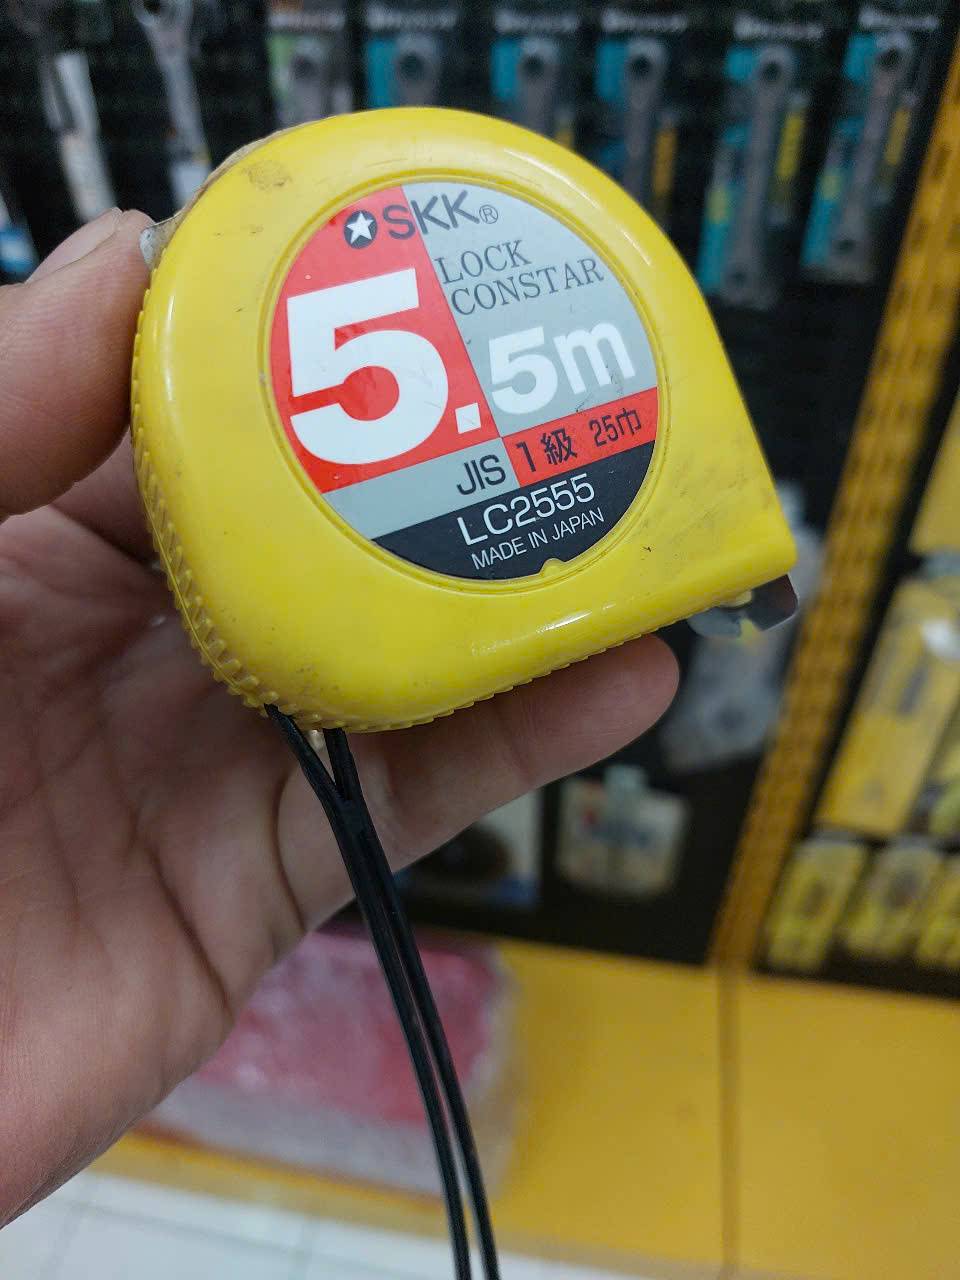 SKK®
LOCK
CONSTAR
5.5m
JIS 1級 25巾
LC2555
MADE IN JAPAN